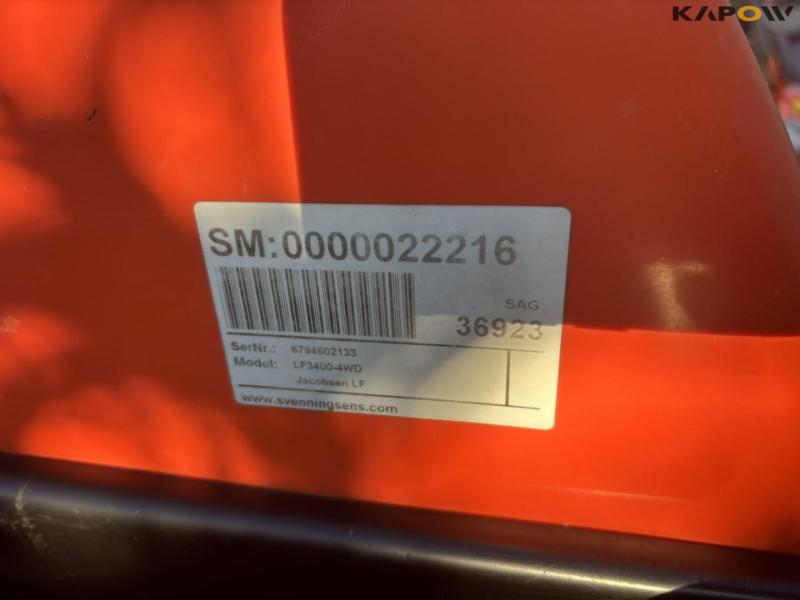 KAPOW
SM:0000022216
SAG.
36923
SerNr.: 6794602133
Model: LF3400-4WD
Jacobsen LF
www.svenningsens.com